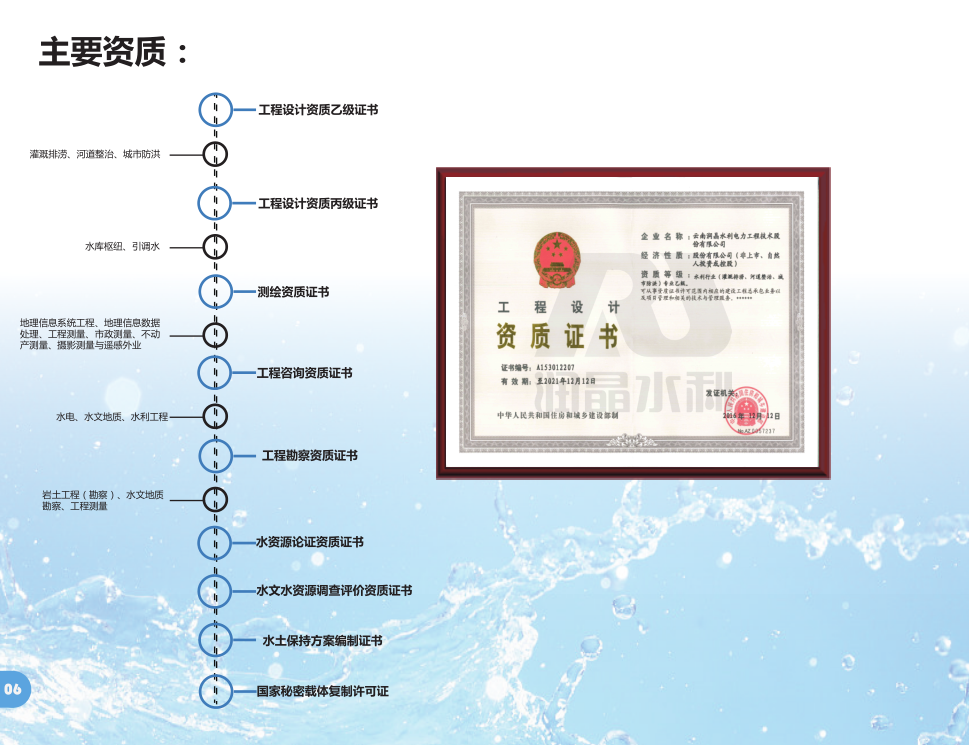 主要资质：
工程设计资质乙级证书
灌溉排涝、河道整治、城市防洪
工程设计资质丙级证书
水库枢纽、引调水
测绘资质证书
地理信息系统工程、地理信息数据
处理、工程测量、市政测量、不动
产测量、摄影测量与遥感外业
工程咨询资质证书
水电、水文地质、水利工程
工程勘察资质证书
岩土工程（勘察）、水文地质
勘察、工程测量
水资源论证资质证书
水文水资源调查评价资质证书
水土保持方案编制证书
国家秘密载体复制许可证
06
工程设计
资质证书
证书编号：A153012207
有效期：至2021年12月12日
中华人民共和国住房和城乡建设部制
企业名称：云南润晶水利电力工程技术股
份有限公司
经济性质：股份有限公司（非上市、自然
人投资或控股）
资质等级：水利行业（灌溉排涝、河道整治、城
市防洪）专业乙级。
可从事资质证书许可范围内相应的建设工程总承包业务以
及项目管理和相关的技术与管理服务。******
发证机关
2016年12月12日
No.AZ 0057237
润晶水利